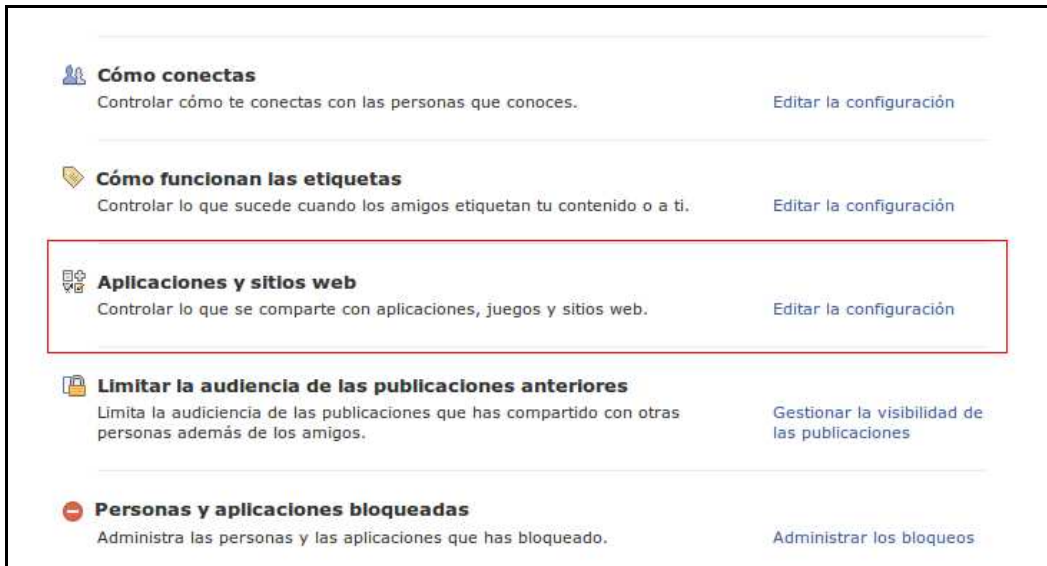 Cómo conectas
Controlar cómo te conectas con las personas que conoces.
Editar la configuración
Cómo funcionan las etiquetas
Controlar lo que sucede cuando los amigos etiquetan tu contenido o a ti.
Editar la configuración
Aplicaciones y sitios web
Controlar lo que se comparte con aplicaciones, juegos y sitios web.
Editar la configuración
Limitar la audiencia de las publicaciones anteriores
Limita la audiciencia de las publicaciones que has compartido con otras
personas además de los amigos.
Gestionar la visibilidad de
las publicaciones
Personas y aplicaciones bloqueadas
Administra las personas y las aplicaciones que has bloqueado.
Administrar los bloqueos